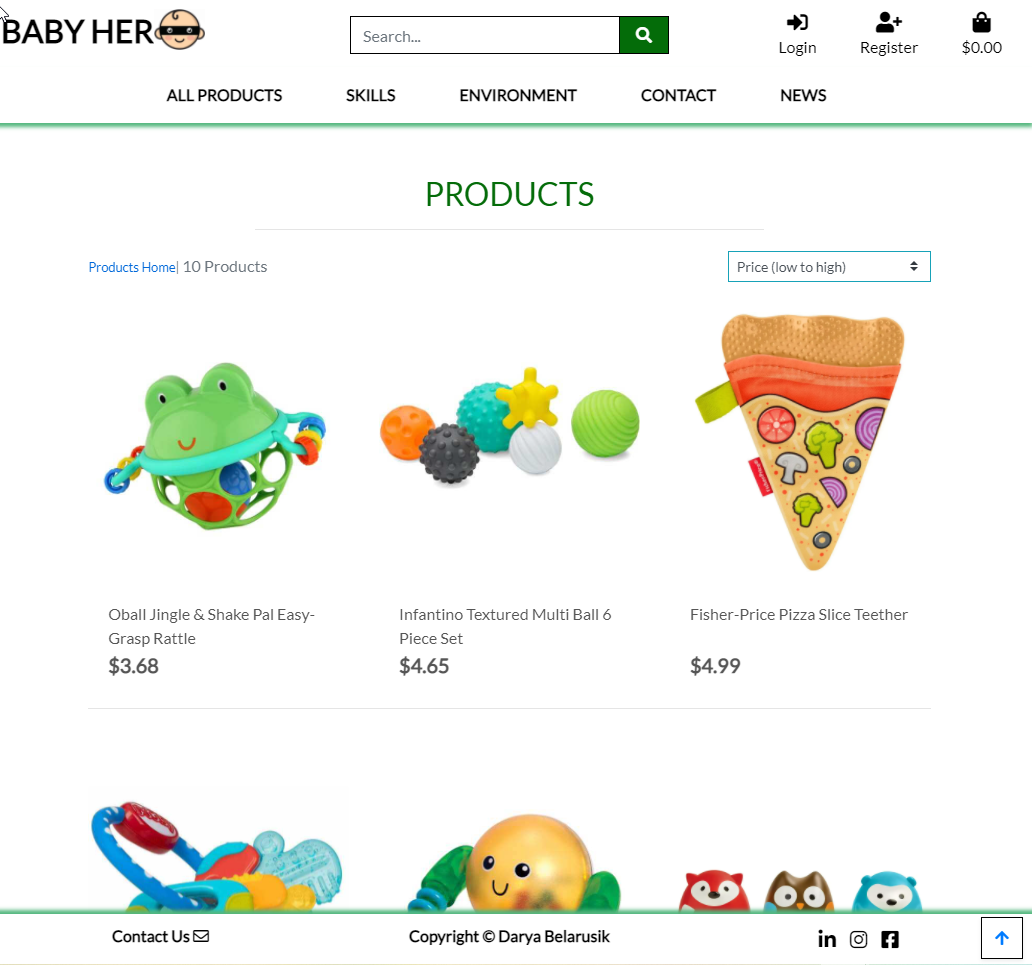 BABY HER
Search...
Login
Register
$0.00
ALL PRODUCTS
SKILLS
ENVIRONMENT
CONTACT
NEWS
PRODUCTS
Products Home| 10 Products
Price (low to high)
Oball Jingle & Shake Pal Easy-
Grasp Rattle
$3.68
Infantino Textured Multi Ball 6
Piece Set
$4.65
Fisher-Price
Fisher-Price Pizza Slice Teether
$4.99
Contact Us
Copyright © Darya Belarusik